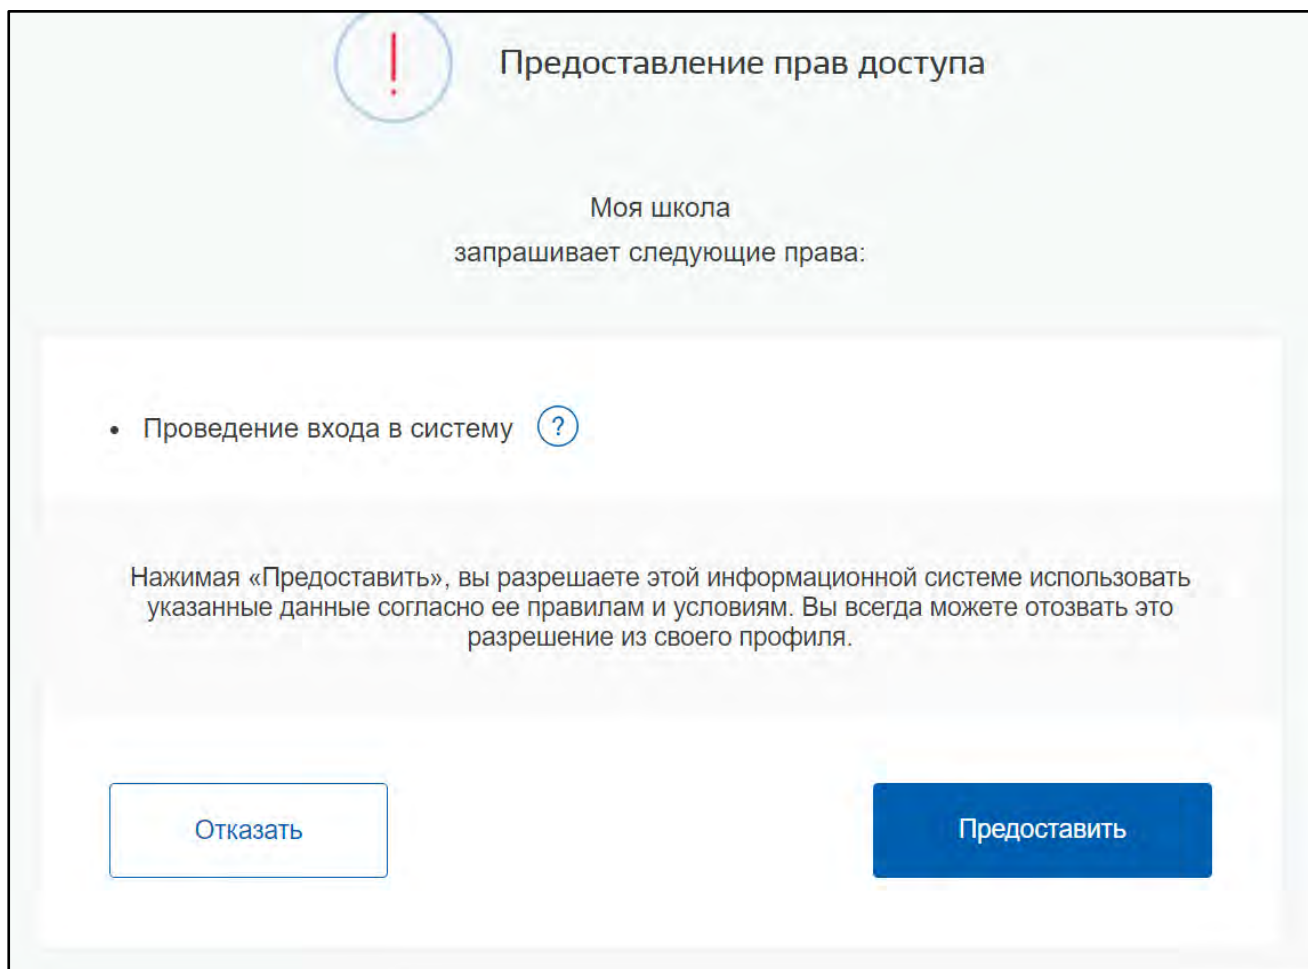 Предоставление прав доступа
Моя школа
запрашивает следующие права:
• Проведение входа в систему ?
Нажимая «Предоставить», вы разрешаете этой информационной системе использовать
указанные данные согласно ее правилам и условиям. Вы всегда можете отозвать это
разрешение из своего профиля.
Отказать
Предоставить